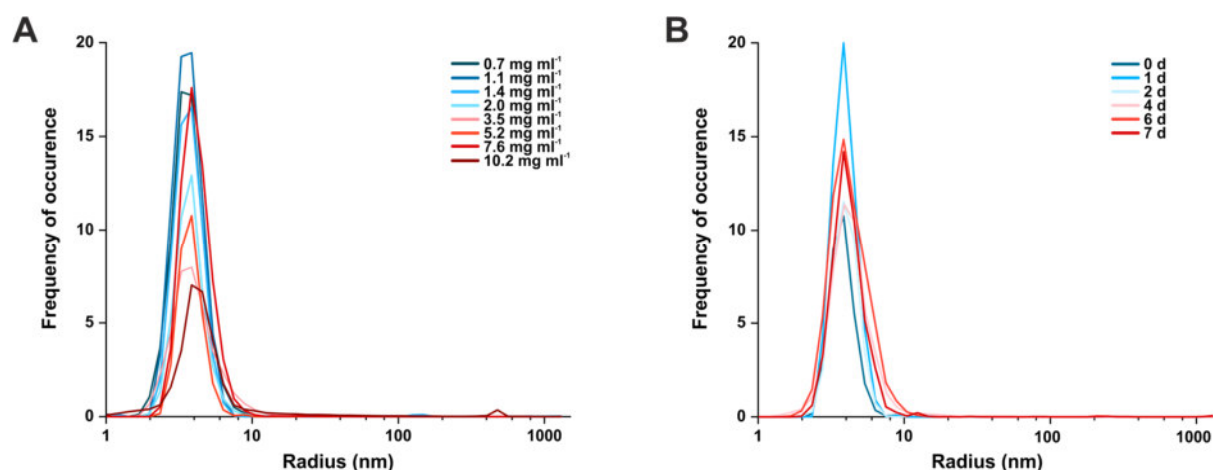 A
Frequency of occurence
20
15
10
5
0
1
10
100
1000
Radius (nm)
0.7 mg ml⁻¹
1.1 mg ml⁻¹
1.4 mg ml⁻¹
2.0 mg ml⁻¹
3.5 mg ml⁻¹
5.2 mg ml⁻¹
7.6 mg ml⁻¹
10.2 mg ml⁻¹
B
Frequency of occurence
20
15
10
5
0
1
10
100
1000
Radius (nm)
0 d
1 d
2 d
4 d
6 d
7 d